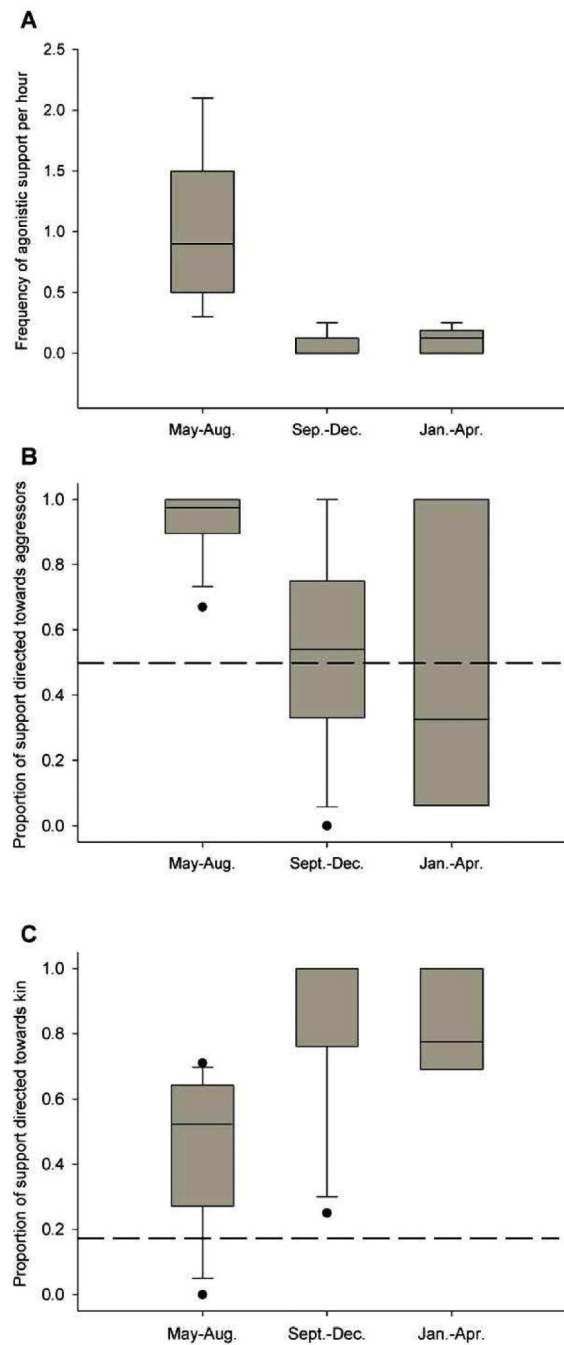 A
Frequency of agonistic support per hour
2.5
2.0
1.5
1.0
0.5
0.0
May-Aug. Sep.-Dec. Jan.-Apr.
B
Proportion of support directed towards aggressors
1.0
0.8
0.6
0.4
0.2
0.0
May-Aug. Sept.-Dec. Jan.-Apr.
C
Proportion of support directed towards kin
1.0
0.8
0.6
0.4
0.2
0.0
May-Aug. Sept.-Dec. Jan.-Apr.